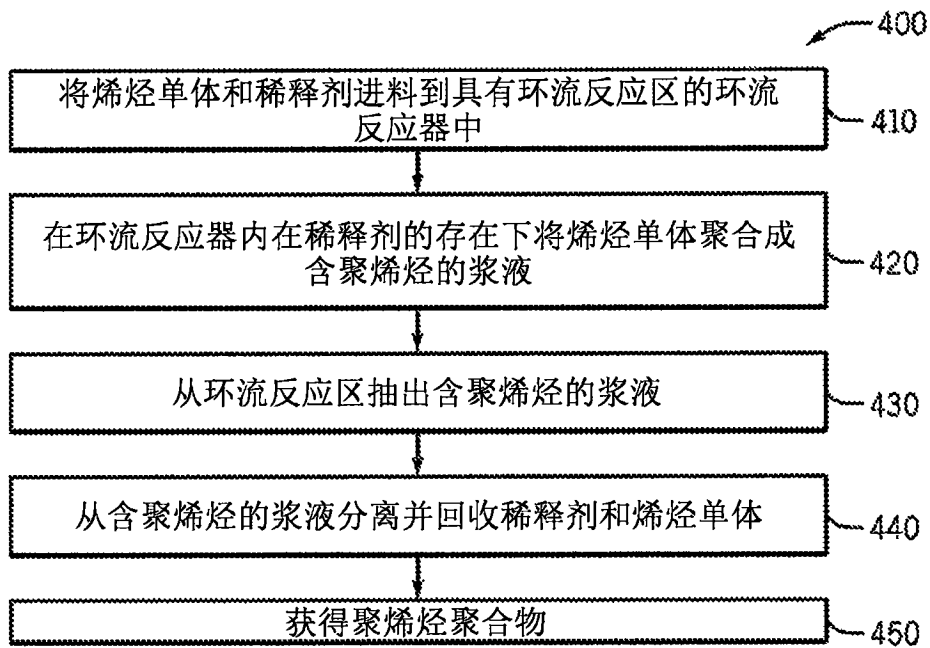 400
将烯烃单体和稀释剂进料到具有环流反应区的环流
反应器中
410
在环流反应器内在稀释剂的存在下将烯烃单体聚合成
含聚烯烃的浆液
420
从环流反应区抽出含聚烯烃的浆液
430
从含聚烯烃的浆液分离并回收稀释剂和烯烃单体
440
获得聚烯烃聚合物
450